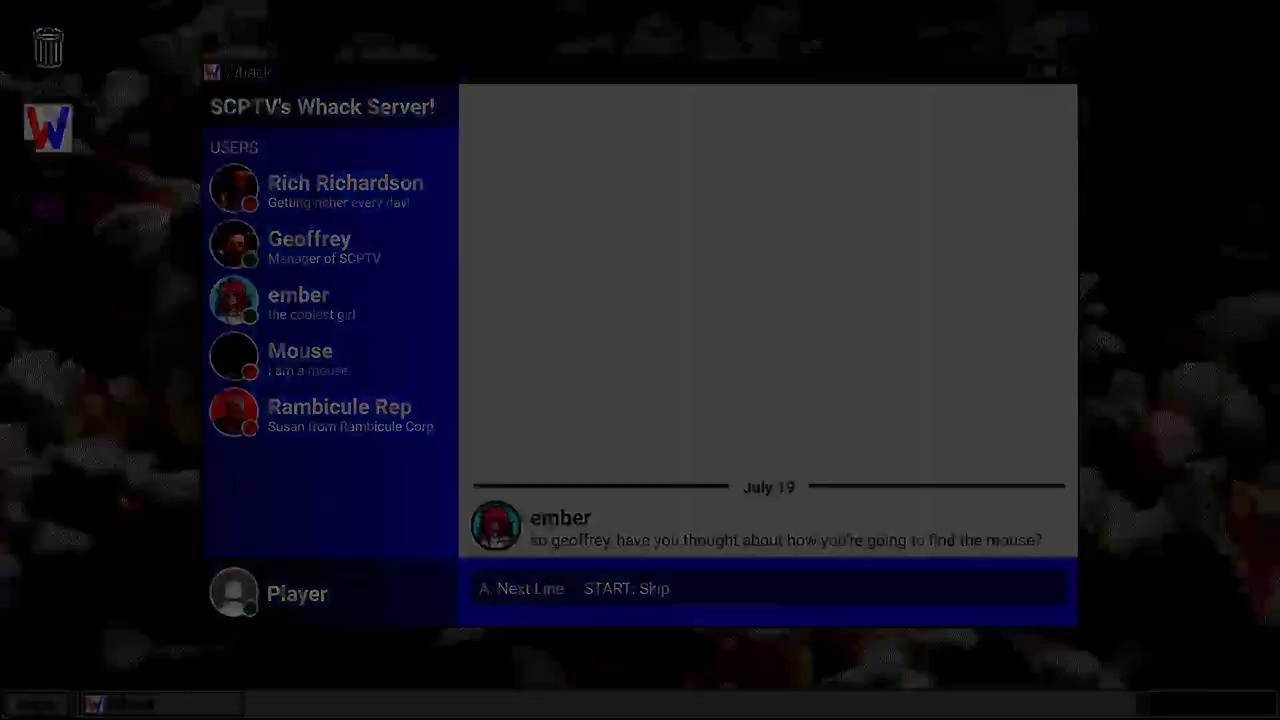 Whack
SCPTV's Whack Server!
USERS
Rich Richardson
Getting richer every day!
Geoffrey
Manager of SCPTV
ember
the coolest girl
Mouse
i am a mouse.
Rambicule Rep
Susan from Rambicule Corp.
Player
July 19
ember
so geoffrey, have you thought about how you're going to find the mouse?
A: Next Line START: Skip
Whack